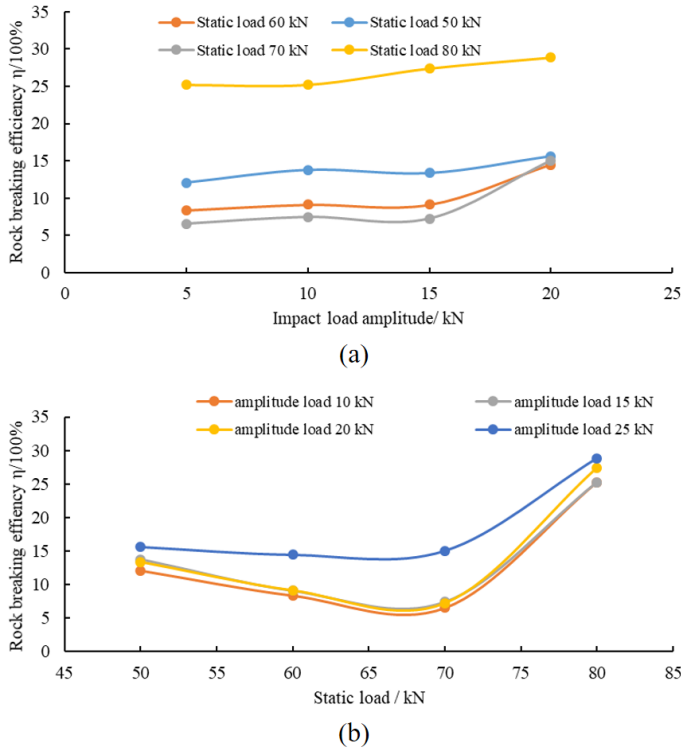 Static load 60 kN Static load 50 kN
Static load 70 kN Static load 80 kN
Rock breaking efficiency η/100%
35
30
25
20
15
10
5
0
0 5 10 15 20 25
Impact load amplitude/ kN
(a)
amplitude load 10 kN amplitude load 15 kN
amplitude load 20 kN amplitude load 25 kN
Rock breaking effiency η/100%
35
30
25
20
15
10
5
0
45 50 55 60 65 70 75 80 85
Static load / kN
(b)